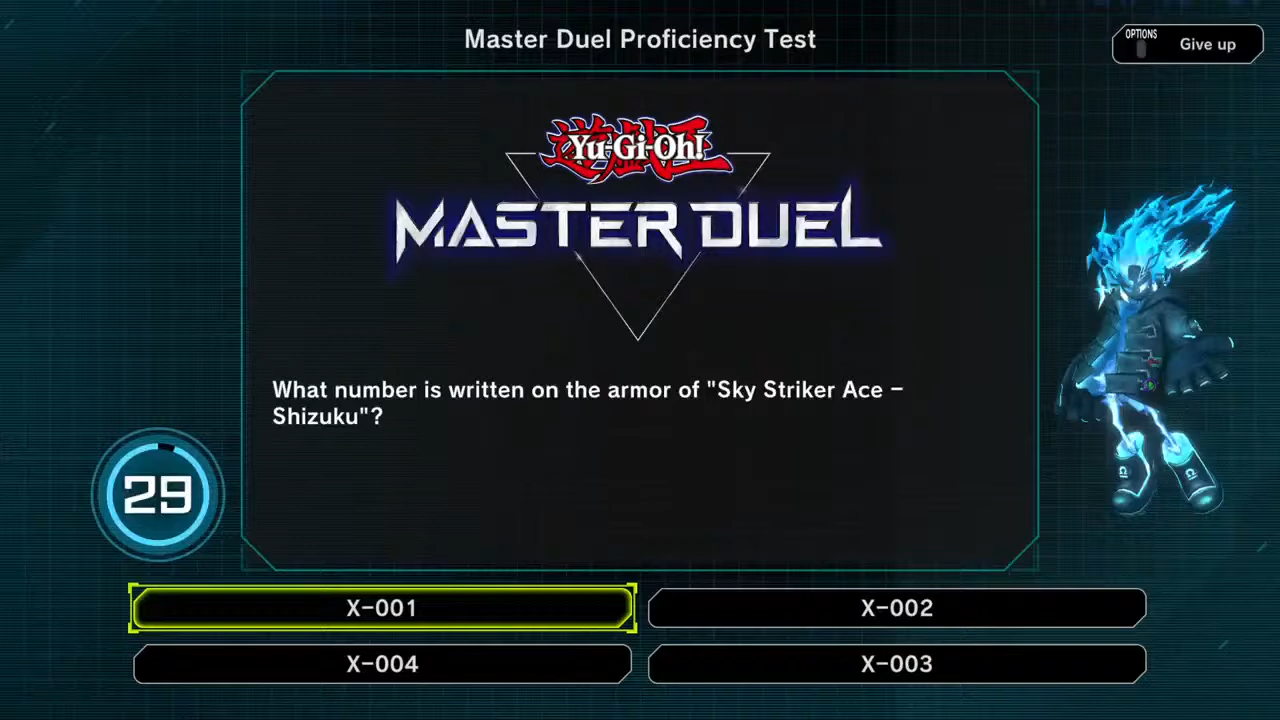 Master Duel Proficiency Test
OPTIONS
Give up
遊戯王
Yu-Gi-Oh!
MASTER DUEL
What number is written on the armor of "Sky Striker Ace –
Shizuku"?
29
X-001
X-002
X-004
X-003